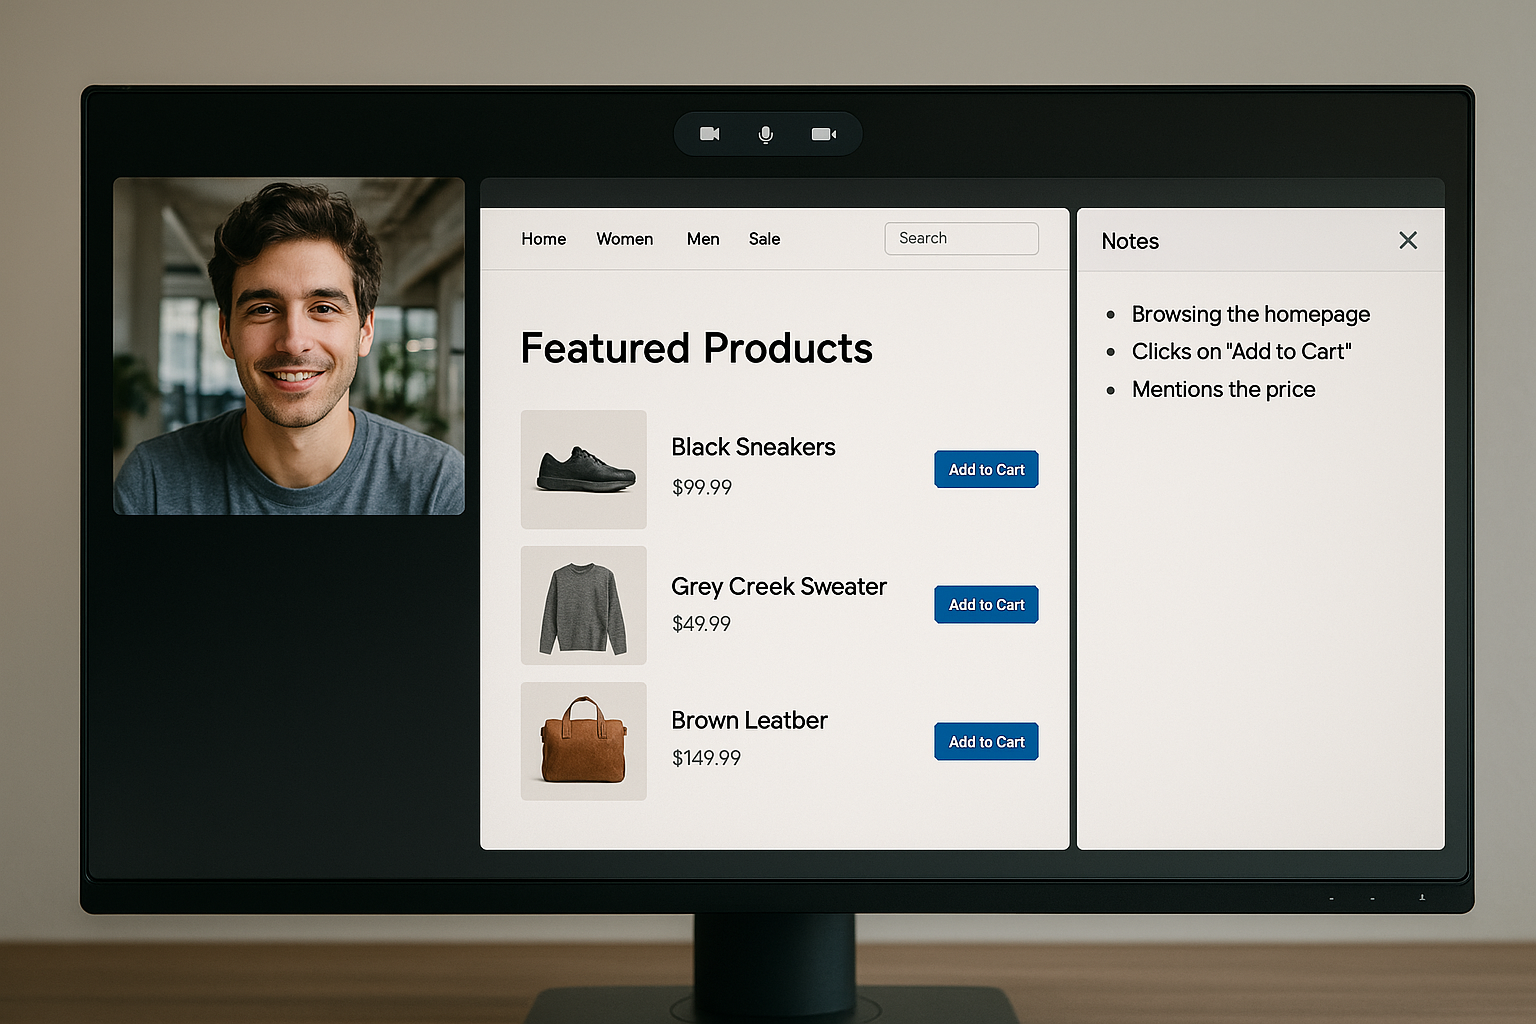 Home Women Men Sale Search
Featured Products
Black Sneakers
$99.99
Add to Cart
Grey Creek Sweater
$49.99
Add to Cart
Brown Leatber
$149.99
Add to Cart
Notes
Browsing the homepage
Clicks on "Add to Cart"
Mentions the price